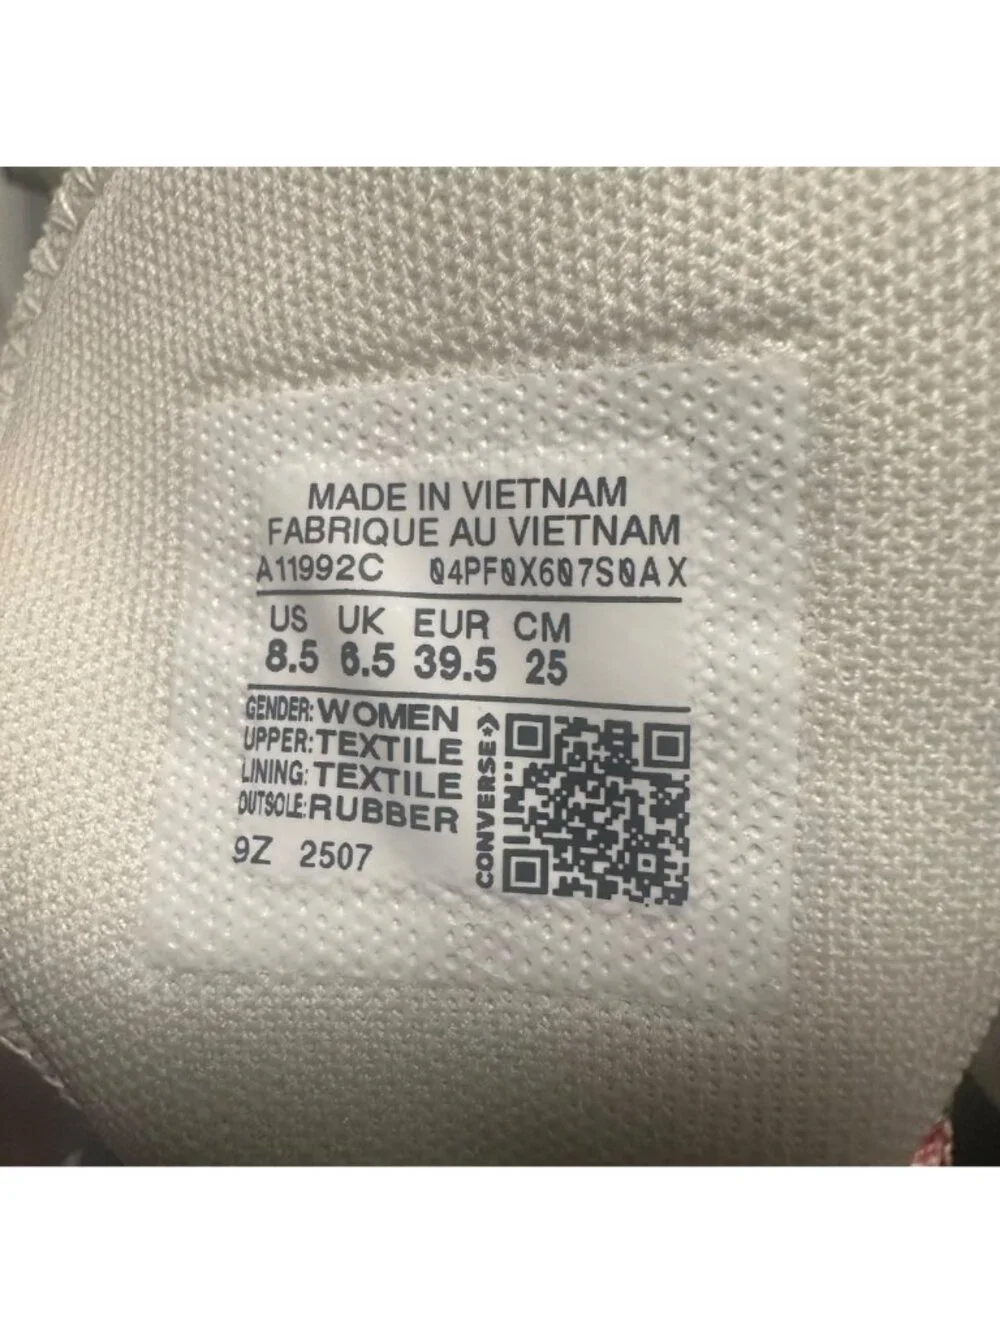 MADE IN VIETNAM
FABRIQUE AU VIETNAM
A11992C 04PF0X607S0AX
US UK EUR CM
8.5 6.5 39.5 25
GENDER: WOMEN
UPPER: TEXTILE
LINING: TEXTILE
OUTSOLE: RUBBER
9Z 2507
CONVERSE